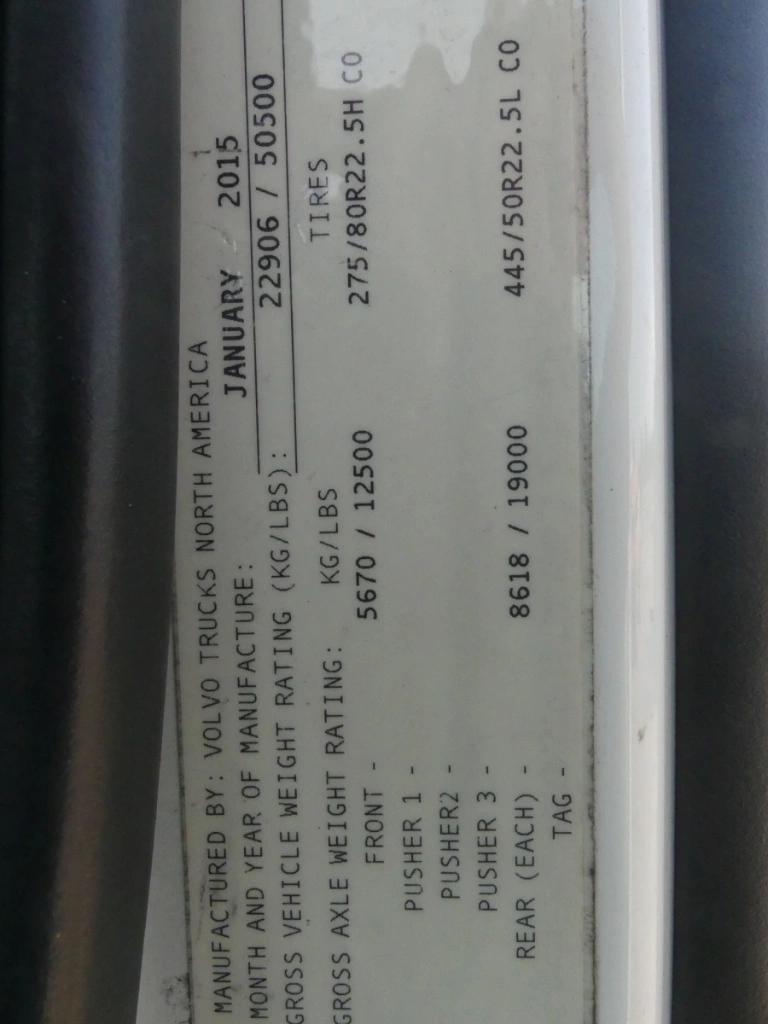 MANUFACTURED BY: VOLVO TRUCKS NORTH AMERICA
MONTH AND YEAR OF MANUFACTURE: JANUARY 2015
GROSS VEHICLE WEIGHT RATING (KG/LBS): 22906 / 50500
GROSS AXLE WEIGHT RATING: KG/LBS TIRES
FRONT - 5670 / 12500 275/80R22.5H CO
PUSHER 1 -
PUSHER2 -
PUSHER 3 -
REAR (EACH) - 8618 / 19000 445/50R22.5L CO
TAG -